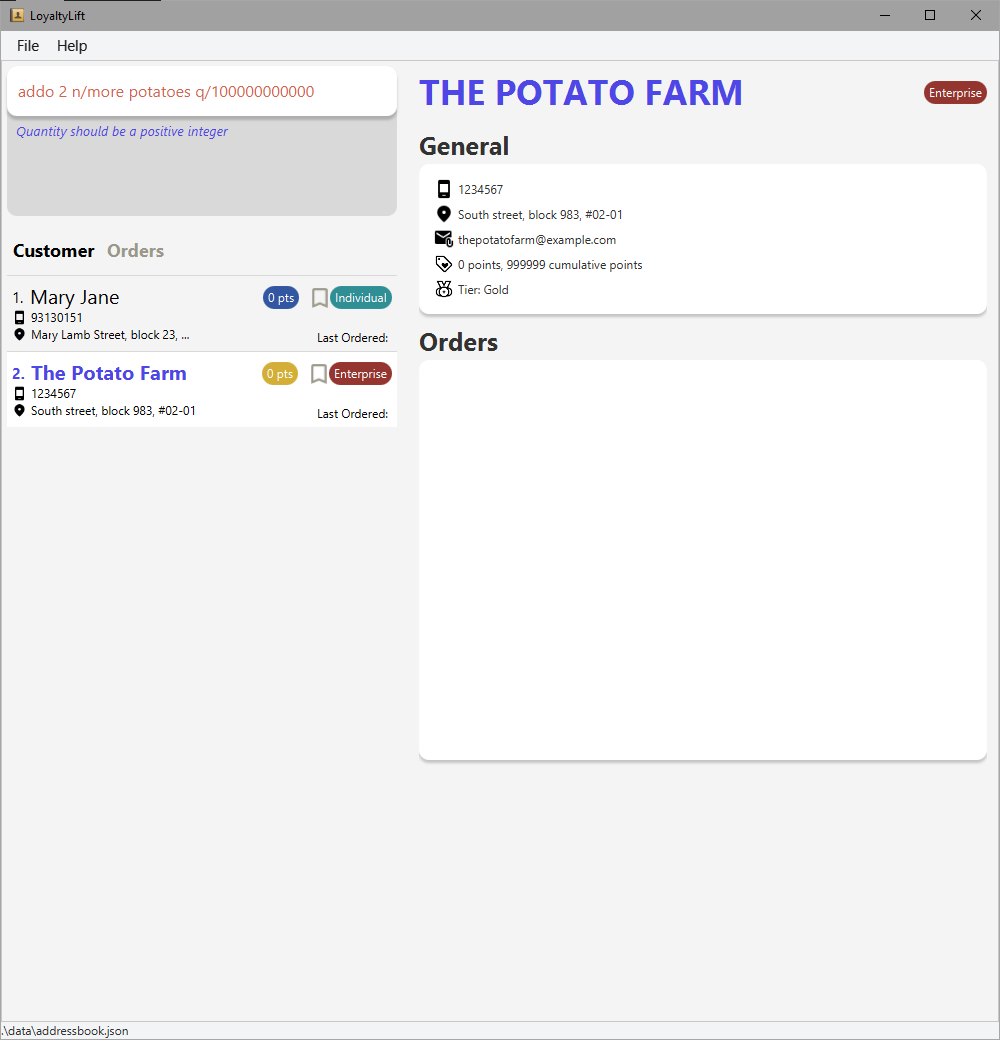 LoyaltyLift
File Help
addo 2 n/more potatoes q/100000000000
Quantity should be a positive integer
Customer Orders
1. Mary Jane 0 pts Individual
93130151
Mary Lamb Street, block 23, ...
Last Ordered:
2. The Potato Farm 0 pts Enterprise
1234567
South street, block 983, #02-01
Last Ordered:
THE POTATO FARM Enterprise
General
1234567
South street, block 983, #02-01
thepotatofarm@example.com
0 points, 999999 cumulative points
Tier: Gold
Orders
.\data\addressbook.json